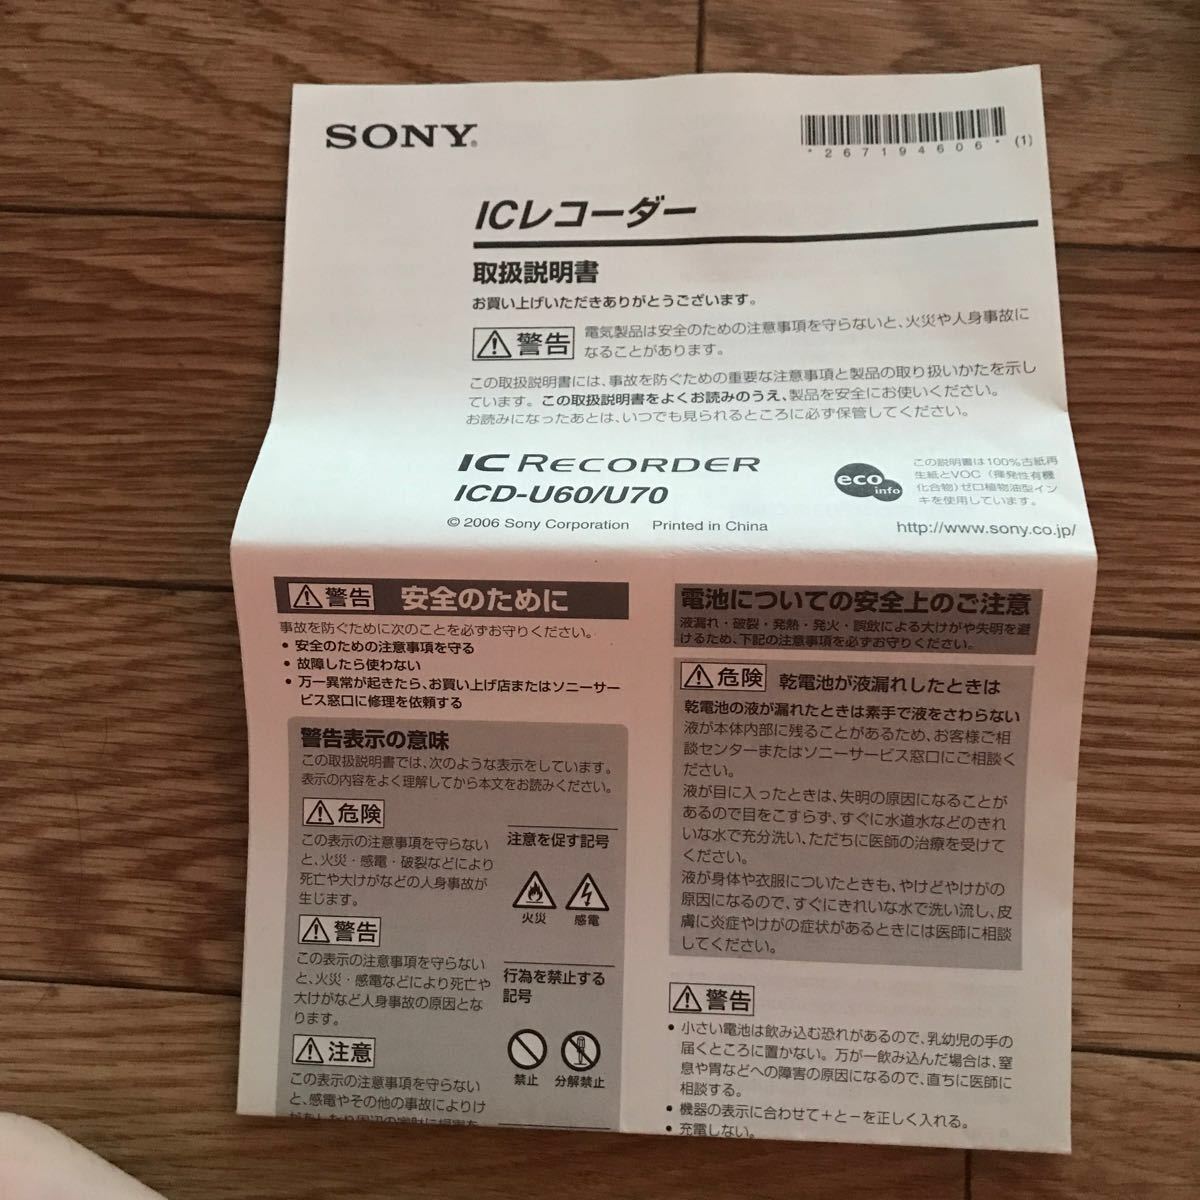 SONY®
*267194606* (1)
ICレコーダー
取扱説明書
お買い上げいただきありがとうございます。
警告
電気製品は安全のための注意事項を守らないと、火災や人身事故に
なることがあります。
この取扱説明書には、事故を防ぐための重要な注意事項と製品の取り扱いかたを示し
ています。この取扱説明書をよくお読みのうえ、製品を安全にお使いください。
お読みになったあとは、いつでも見られるところに必ず保管してください。
IC RECORDER
ICD-U60/U70
© 2006 Sony Corporation Printed in China
eco
info
この説明書は100%古紙再
生紙とVOC（揮発性有機
化合物）ゼロ植物油型イン
キを使用しています。
http://www.sony.co.jp/
警告 安全のために
事故を防ぐために次のことを必ずお守りください。
• 安全のための注意事項を守る
• 故障したら使わない
• 万一異常が起きたら、お買い上げ店またはソニーサー
ビス窓口に修理を依頼する
警告表示の意味
この取扱説明書では、次のような表示をしています。
表示の内容をよく理解してから本文をお読みください。
危険
この表示の注意事項を守らない
と、火災・感電・破裂などにより
死亡や大けがなどの人身事故が
生じます。
警告
この表示の注意事項を守らない
と、火災・感電などにより死亡や
大けがなど人身事故の原因とな
ります。
注意
この表示の注意事項を守らない
と、感電やその他の事故によりけ
がをしたり周辺の家財に損害を
注意を促す記号
火災 感電
行為を禁止する
記号
禁止 分解禁止
電池についての安全上のご注意
液漏れ・破裂・発熱・発火・誤飲による大けがや失明を避
けるため、下記の注意事項を必ずお守りください。
危険 乾電池が液漏れしたときは
乾電池の液が漏れたときは素手で液をさわらない
液が本体内部に残ることがあるため、お客様ご相
談センターまたはソニーサービス窓口にご相談く
ださい。
液が目に入ったときは、失明の原因になることが
あるので目をこすらず、すぐに水道水などのきれ
いな水で充分洗い、ただちに医師の治療を受けて
ください。
液が身体や衣服についたときも、やけどやけがの
原因になるので、すぐにきれいな水で洗い流し、皮
膚に炎症やけがの症状があるときには医師に相談
してください。
警告
• 小さい電池は飲み込む恐れがあるので、乳幼児の手の
届くところに置かない。万が一飲み込んだ場合は、窒
息や胃などへの障害の原因になるので、直ちに医師に
相談する。
• 機器の表示に合わせて＋と－を正しく入れる。
• 充電しない。